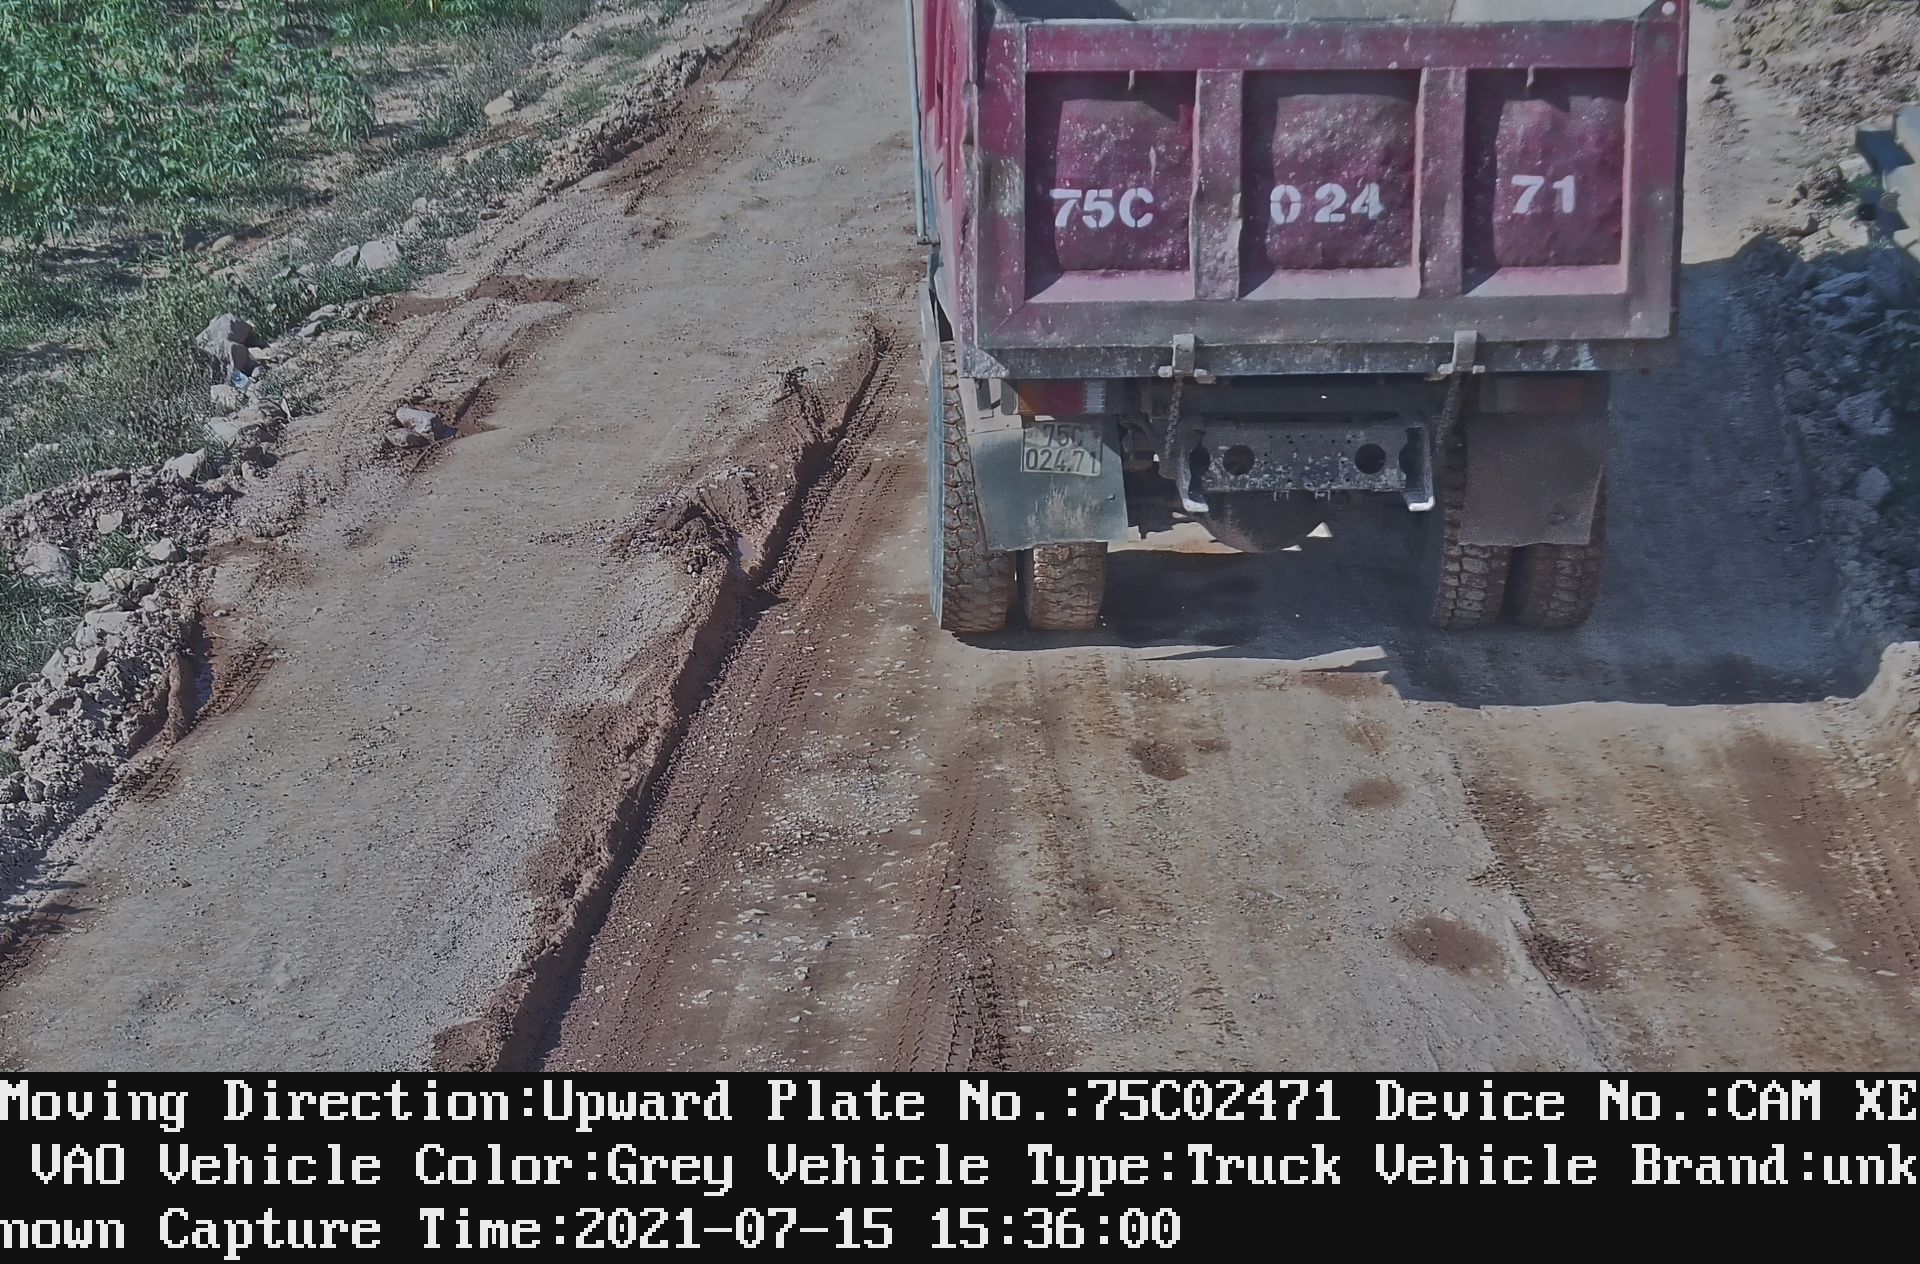 75C 024 71
75C
024.71
Moving Direction:Upward Plate No.:75C02471 Device No.:CAM XE
VAO Vehicle Color:Grey Vehicle Type:Truck Vehicle Brand:unk
nown Capture Time:2021-07-15 15:36:00